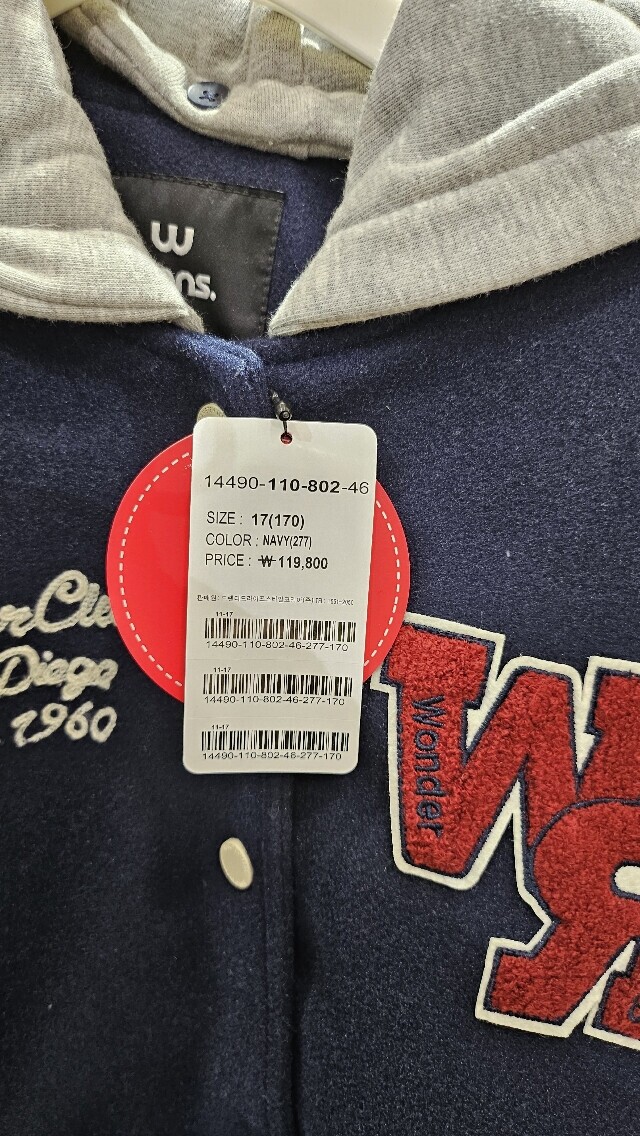 W
14490-110-802-46
SIZE : 17(170)
COLOR : NAVY(277)
PRICE : ₩ 119,800
11-17
14490-110-802-46-277-170
11-17
14490-110-802-46-277-170
11-17
14490-110-802-46-277-170
Diego
1960
W
Wonder
R